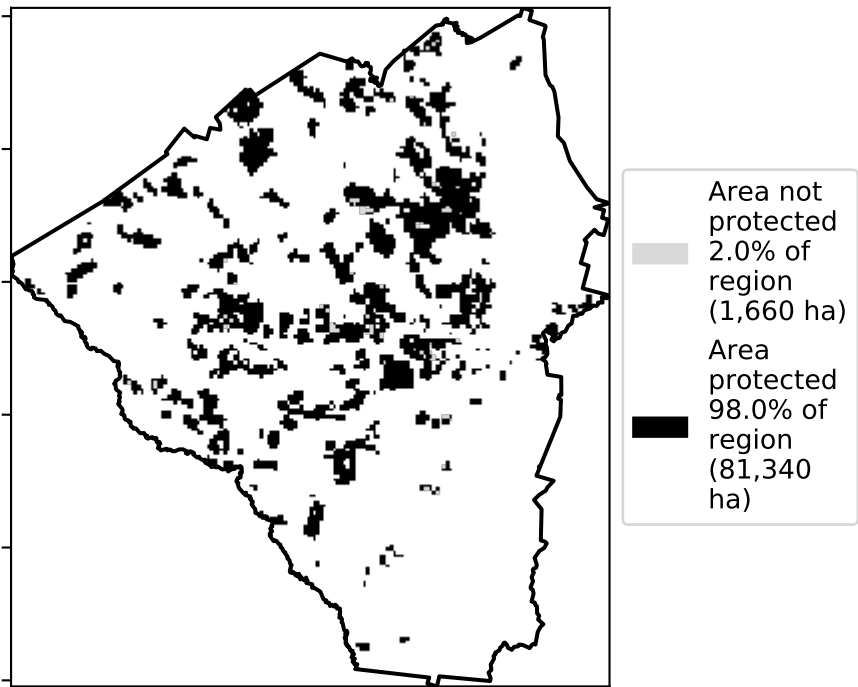 Area not
protected
2.0% of
region
(1,660 ha)
Area
protected
98.0% of
region
(81,340
ha)